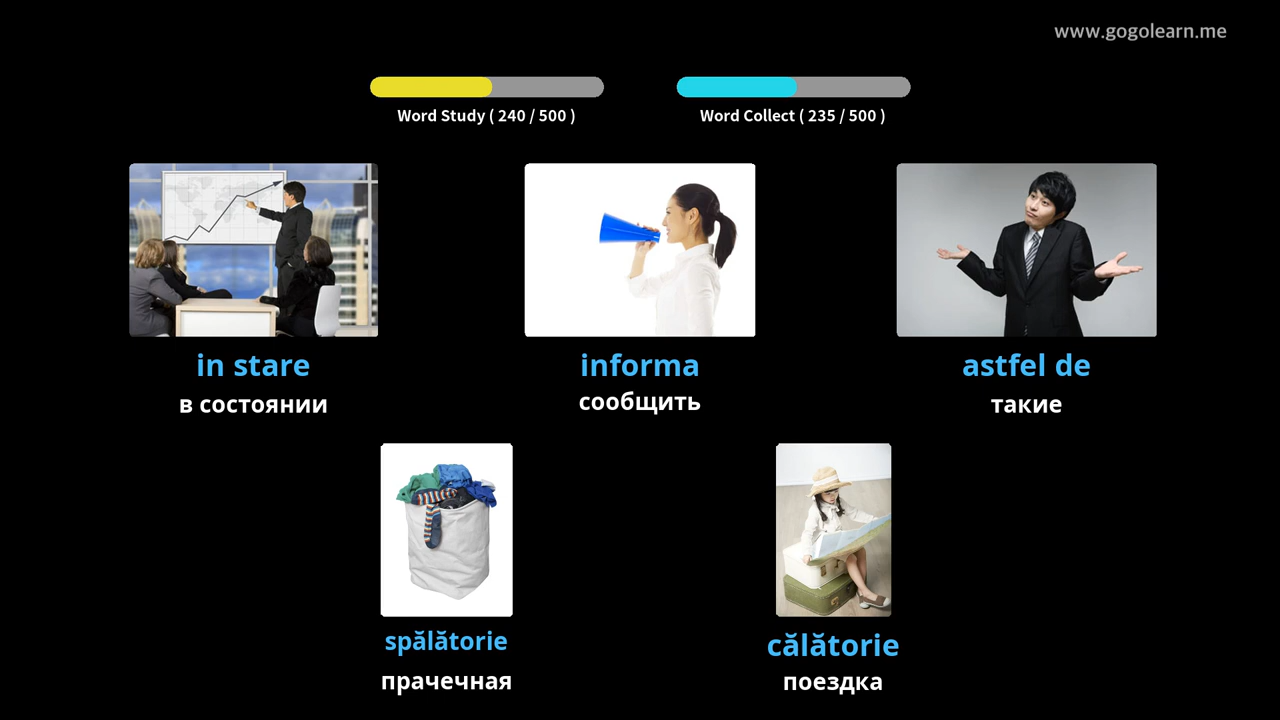 www.gogolearn.me
Word Study ( 240 / 500 )
Word Collect ( 235 / 500 )
in stare
в состоянии
informa
сообщить
astfel de
такие
spălătorie
прачечная
călătorie
поездка